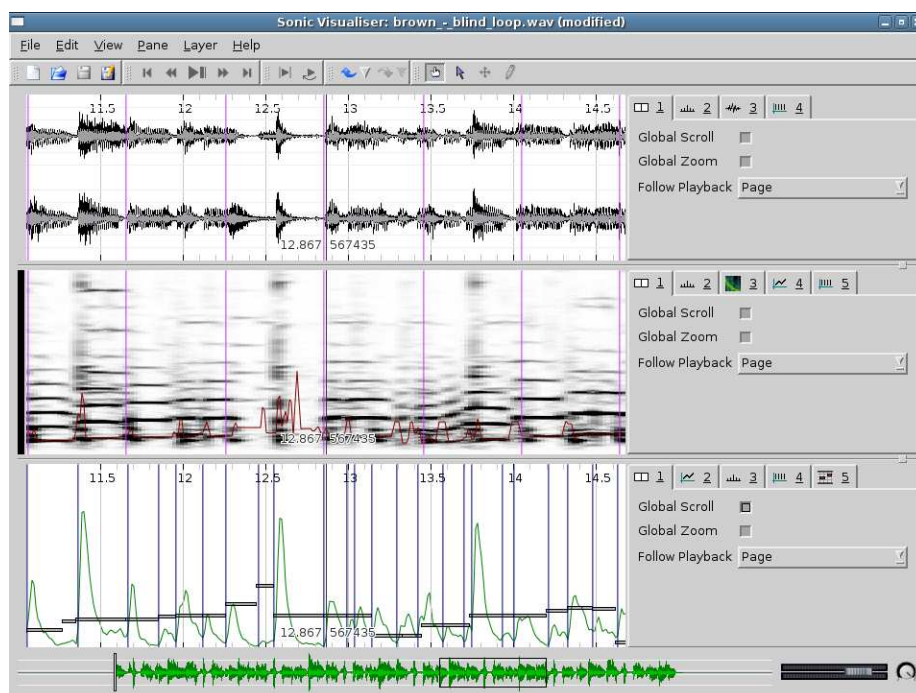 Sonic Visualiser: brown_-_blind_loop.wav (modified)
File Edit View Pane Layer Help
11.5 12 12.5 13 13.5 14 14.5
12.867 567435
1 2 3 4
Global Scroll
Global Zoom
Follow Playback Page
12.867 567435
1 2 3 4 5
Global Scroll
Global Zoom
Follow Playback Page
11.5 12 12.5 13 13.5 14 14.5
12.867 567435
1 2 3 4 5
Global Scroll
Global Zoom
Follow Playback Page